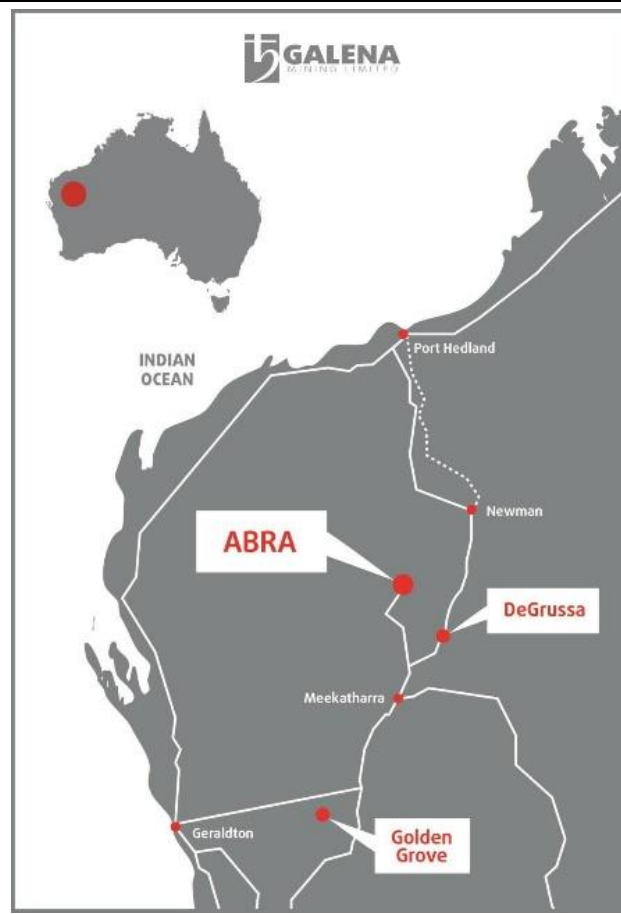 GALENA
MINING LIMITED
INDIAN
OCEAN
Port Hedland
Newman
ABRA
DeGrussa
Meekatharra
Geraldton
Golden
Grove